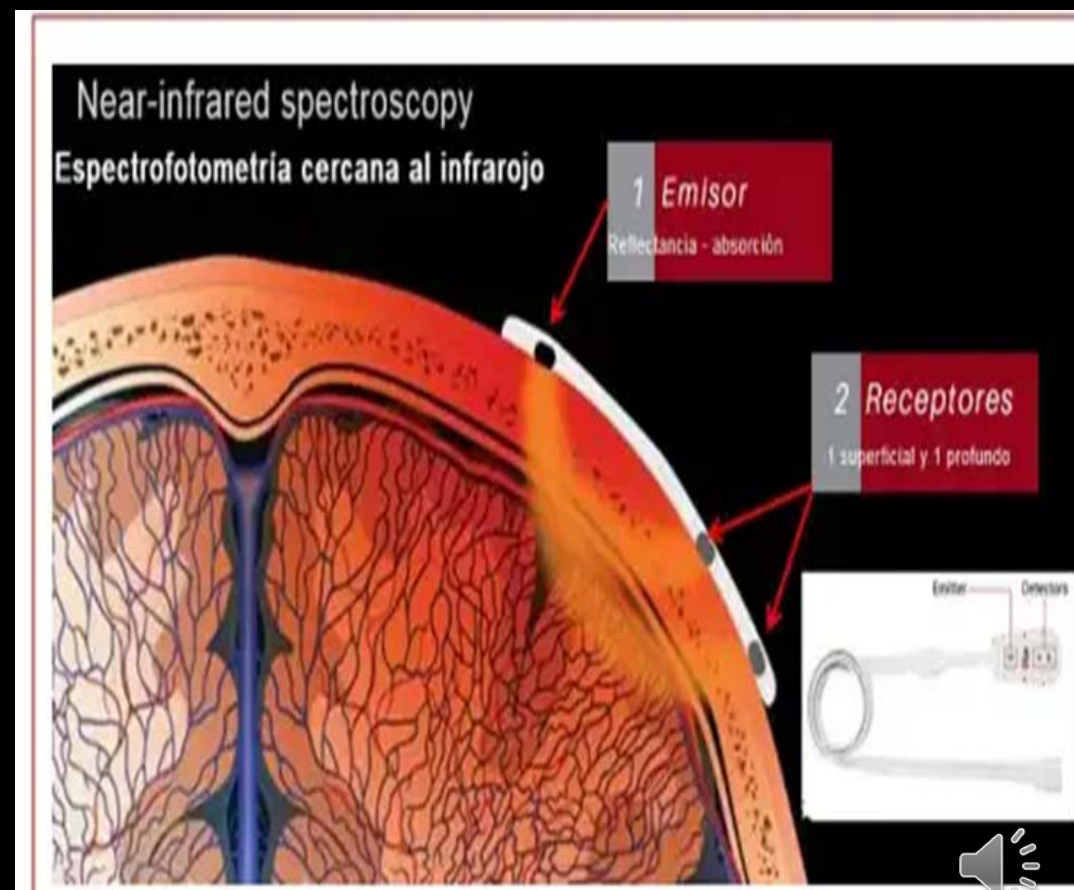 Near-infrared spectroscopy
Espectrofotometría cercana al infrarojo
1 Emisor
Reflectancia - absorción
2 Receptores
1 superficial y 1 profundo
Emitter
Detectors